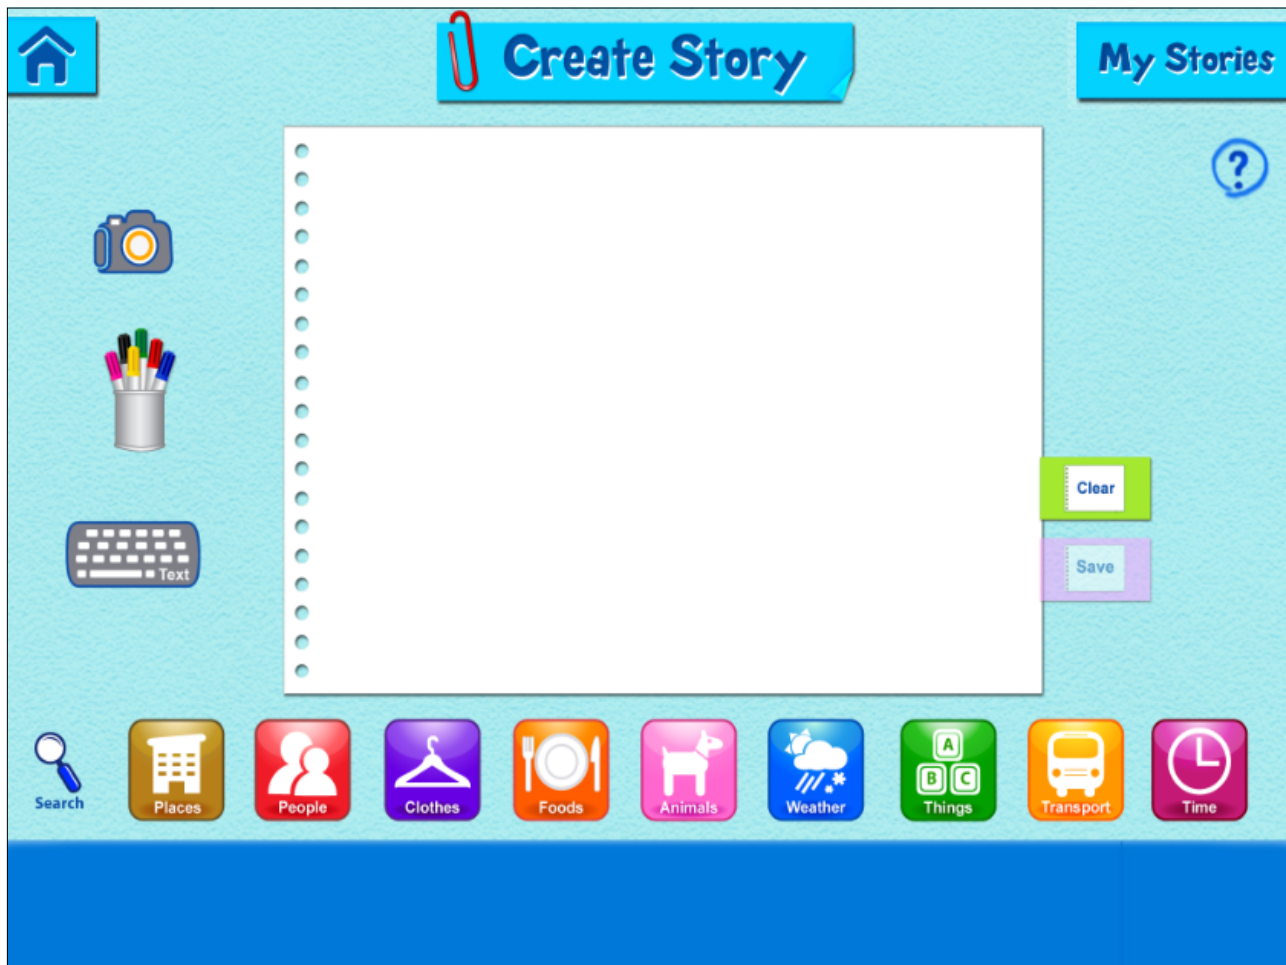 Create Story
My Stories
?
Text
Clear
Save
Search
Places
People
Clothes
Foods
Animals
Weather
A
B C
Things
Transport
Time